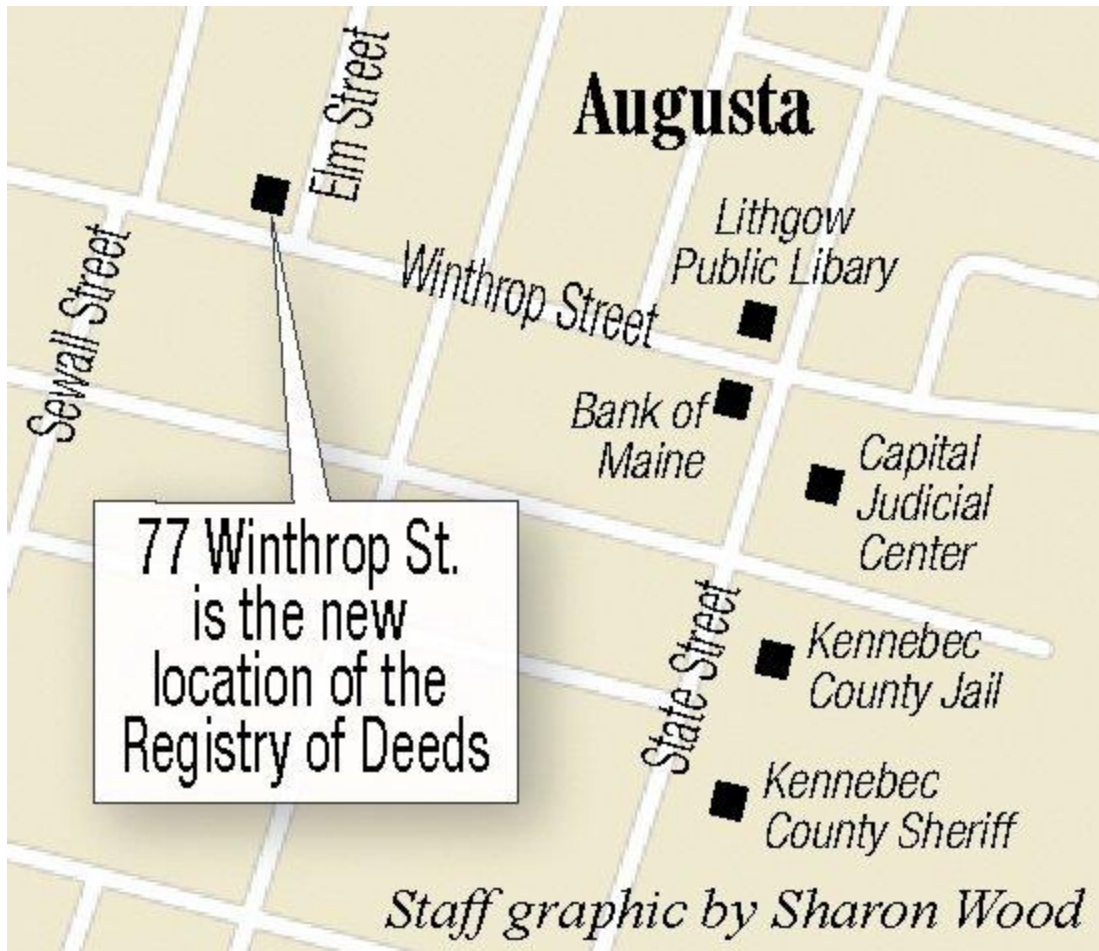 Augusta
Elm Street
Lithgow
Public Libary
Winthrop Street
Sewall Street
Bank of
Maine
Capital
Judicial
Center
77 Winthrop St.
is the new
location of the
Registry of Deeds
State Street
Kennebec
County Jail
Kennebec
County Sheriff
Staff graphic by Sharon Wood